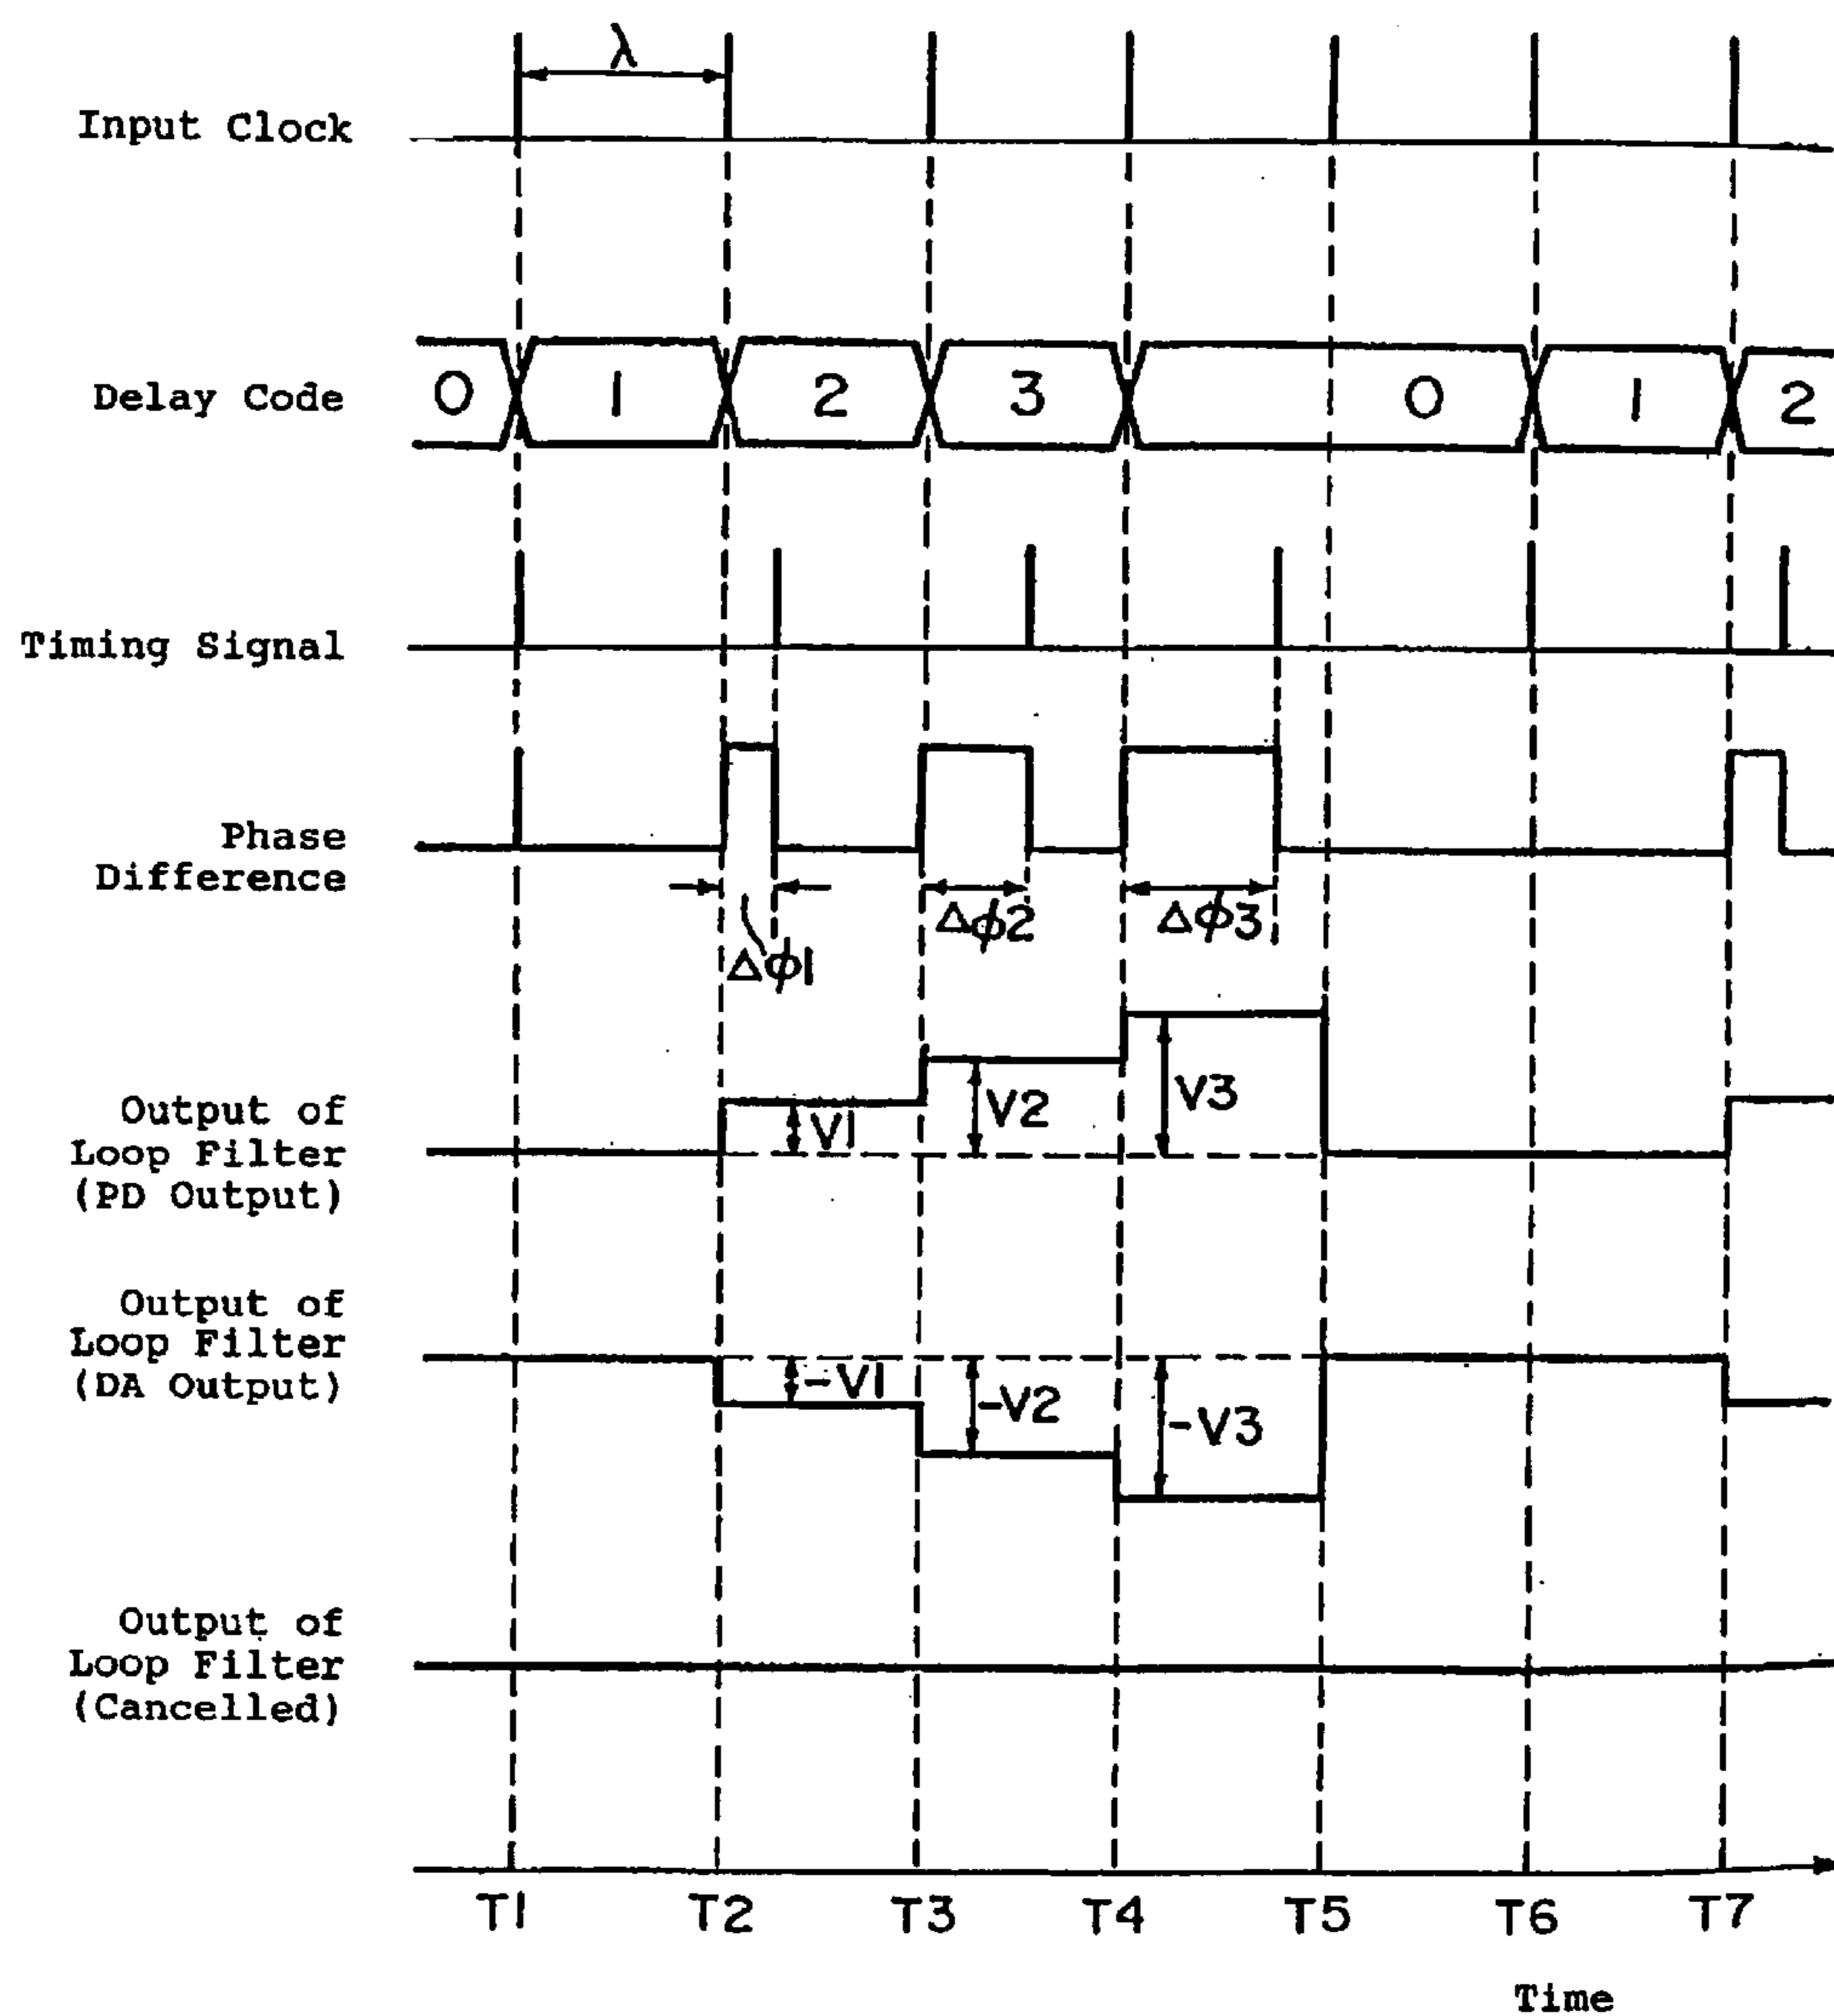 λ
Input Clock
Delay Code
0 1 2 3 0 1 2
Timing Signal
Phase
Difference
Δϕ1
Δϕ2
Δϕ3
Output of
Loop Filter
(PD Output)
V1
V2
V3
Output of
Loop Filter
(DA Output)
-V1
-V2
-V3
Output of
Loop Filter
(Cancelled)
T1 T2 T3 T4 T5 T6 T7
Time